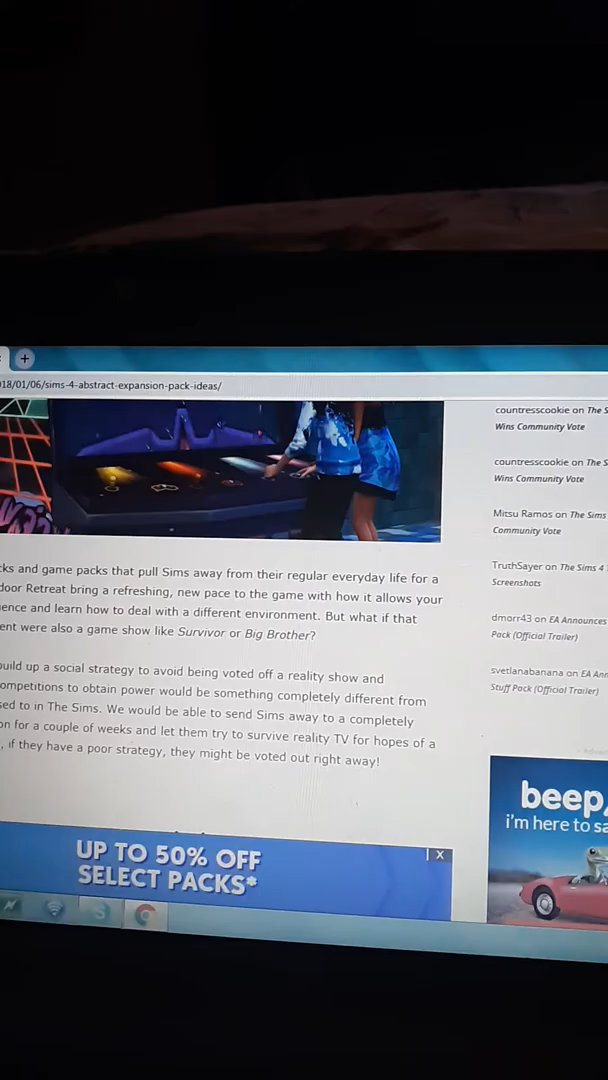 +
18/01/06/sims-4-abstract-expansion-pack-ideas/
countresscookie on The S
Wins Community Vote
countresscookie on The S
Wins Community Vote
Mitsu Ramos on The Sims
Community Vote
TruthSayer on The Sims 4
Screenshots
dmorr43 on EA Announces
Pack (Official Trailer)
svetlanabanana on EA Ann
Stuff Pack (Official Trailer)
cks and game packs that pull Sims away from their regular everyday life for a
door Retreat bring a refreshing, new pace to the game with how it allows your
ience and learn how to deal with a different environment. But what if that
ent were also a game show like Survivor or Big Brother?
build up a social strategy to avoid being voted off a reality show and
ompetitions to obtain power would be something completely different from
sed to in The Sims. We would be able to send Sims away to a completely
on for a couple of weeks and let them try to survive reality TV for hopes of a
, if they have a poor strategy, they might be voted out right away!
UP TO 50% OFF
SELECT PACKS*
X
beep,
i'm here to sa